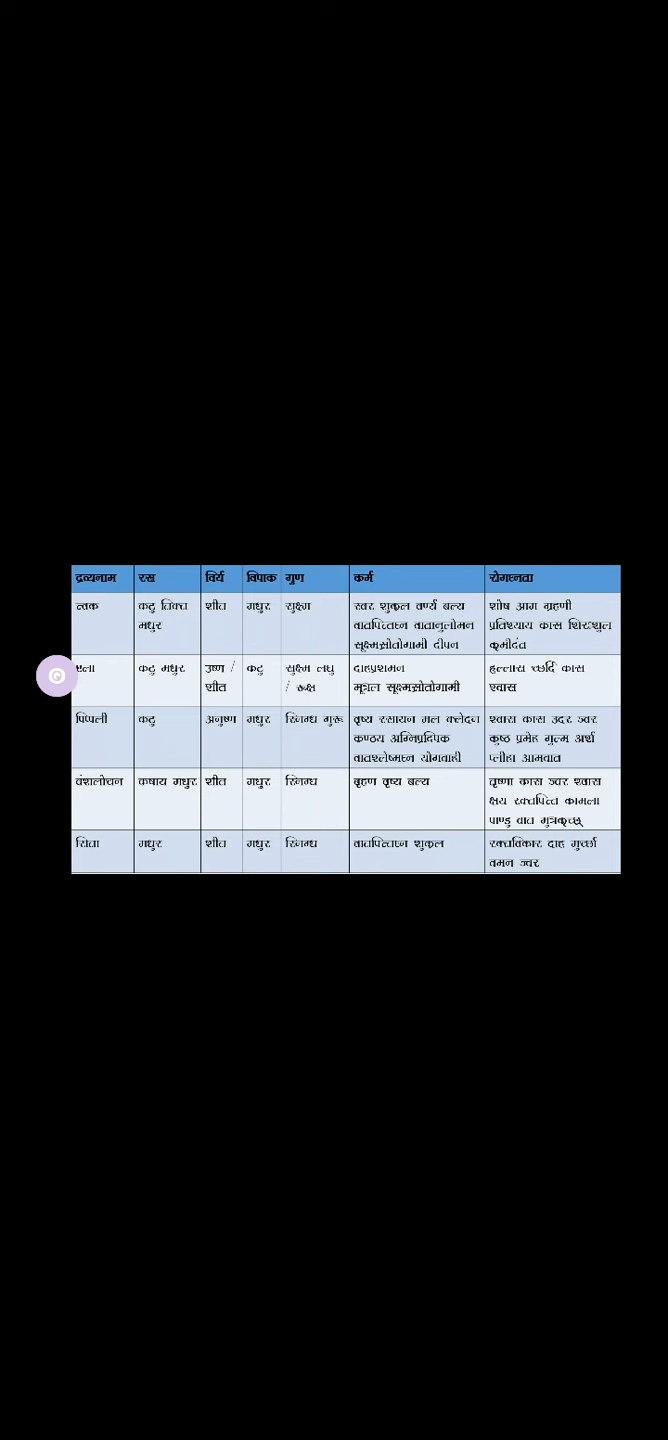 द्रव्यनाम रस विर्य विपाक गुण कर्म रोगघ्नता
त्वक कटु तिक्त शीत मधुर सुक्ष्म स्वर शुकृल वर्ण्य बल्य शोष आम ग्रहणी
मधुर वातपित्तघ्न वातानुलोमन प्रतिश्याय कास शिरःशुल
सूक्ष्मस्रोतोगामी दीपन कृमीदंत
एला कटु मधुर उष्ण / कटु सुक्ष्म लघु दाहप्रशमन हृल्लास च्छर्दि कास
शीत / रूक्ष मूत्रल सूक्ष्मस्रोतोगामी श्वास
पिप्पली कटु अनुष्ण मधुर स्निग्ध गुरू वृष्य रसायन मल क्लेदन श्वास कास उदर ज्वर
कण्ठय अग्निप्रदिपक कुष्ठ प्रमेह गुल्म अर्श
वातश्लेष्मघ्न योगवाही प्लीहा आमवात
वंशलोचन कषाय मधुर शीत मधुर स्निग्ध बृहण वृष्य बल्य तृष्णा कास ज्वर श्वास
क्षय रक्तपित्त कामला
पाण्डु वात मुत्रकृच्छ्
सिता मधुर शीत मधुर स्निग्ध वातपित्तघ्न शुकृल रक्तविकार दाह मुर्च्छा
वमन ज्वर